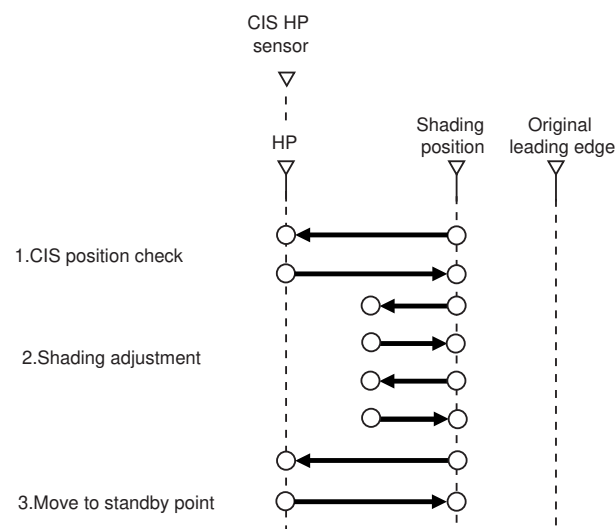 CIS HP
sensor
HP
Shading
position
Original
leading edge
1.CIS position check
2.Shading adjustment
3.Move to standby point